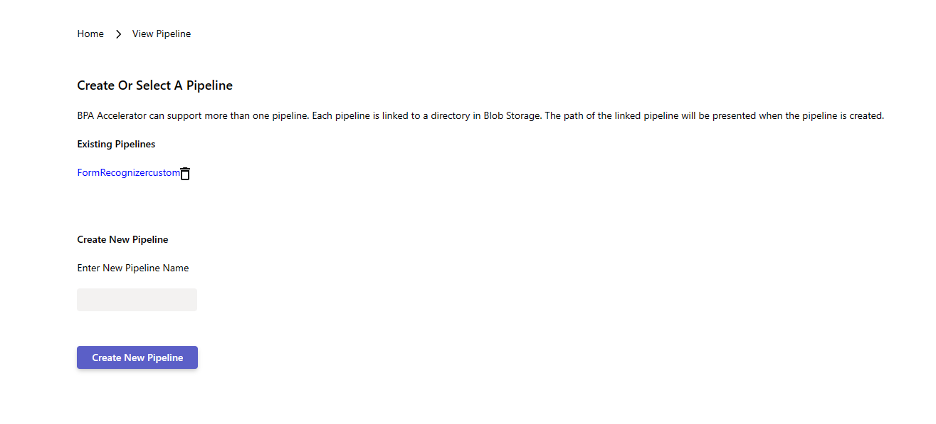 Home > View Pipeline
Create Or Select A Pipeline
BPA Accelerator can support more than one pipeline. Each pipeline is linked to a directory in Blob Storage. The path of the linked pipeline will be presented when the pipeline is created.
Existing Pipelines
FormRecognizercustom
Create New Pipeline
Enter New Pipeline Name
Create New Pipeline